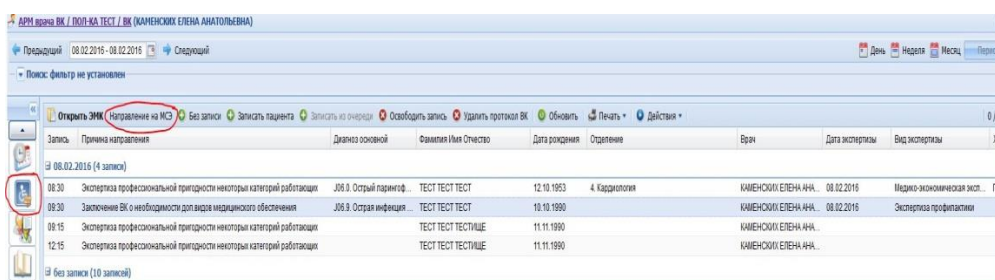 АРМ врача ВК / ПОЛ-КА ТЕСТ / ВК (КАМЕНСКИХ ЕЛЕНА АНАТОЛЬЕВНА)
Предыдущий 08.02.2016 - 08.02.2016 Следующий День Неделя Месяц
Поиск: фильтр не установлен
Открыть ЭМК Направление на МСЭ Без записи Записать пациента Записать из очереди Освободить запись Удалить протокол ВК Обновить Печать Действия 0 /
Запись Причина направления Диагноз основной Фамилия Имя Отчество Дата рождения Отделение Врач Дата экспертизы Вид экспертизы
08.02.2016 (4 записи)
08:30 Экспертиза профессиональной пригодности некоторых категорий работающих J06.0. Острый ларингоф... ТЕСТ ТЕСТ ТЕСТ 12.10.1953 4. Кардиология КАМЕНСКИХ ЕЛЕНА АНА... 08.02.2016 Медико-экономическая эксп...
09:30 Заключение ВК о необходимости доп.видов медицинского обеспечения J06.9. Острая инфекция ... ТЕСТ ТЕСТ ТЕСТ 10.10.1990 КАМЕНСКИХ ЕЛЕНА АНА... 08.02.2016 Экспертиза профпатологии
09:15 Экспертиза профессиональной пригодности некоторых категорий работающих ТЕСТ ТЕСТ ТЕСТИЩЕ 11.11.1990 КАМЕНСКИХ ЕЛЕНА АНА...
12:15 Экспертиза профессиональной пригодности некоторых категорий работающих ТЕСТ ТЕСТ ТЕСТИЩЕ 11.11.1990 КАМЕНСКИХ ЕЛЕНА АНА...
без записи (10 записей)